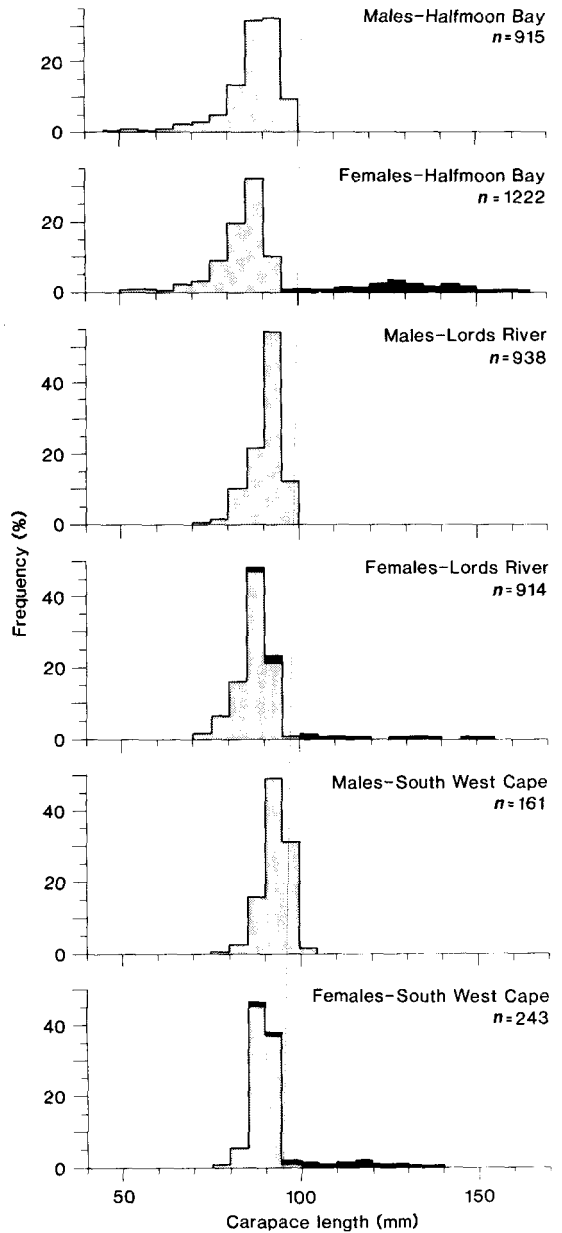 Males-Halfmoon Bay
n=915
20
0
Females-Halfmoon Bay
n=1222
20
0
Males-Lords River
n=938
40
20
0
Females-Lords River
n=914
40
20
0
Males-South West Cape
n=161
40
20
0
Females-South West Cape
n=243
40
20
0
50
100
150
Carapace length (mm)
Frequency (%)